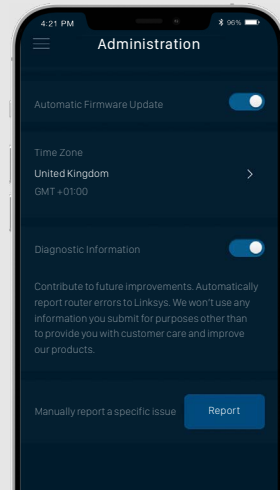 4:21 PM
96%
Administration
Automatic Firmware Update
Time Zone
United Kingdom
GMT +01:00
Diagnostic Information
Contribute to future improvements. Automatically
report router errors to Linksys. We won't use any
information you submit for purposes other than
to provide you with customer care and improve
our products.
Manually report a specific issue
Report